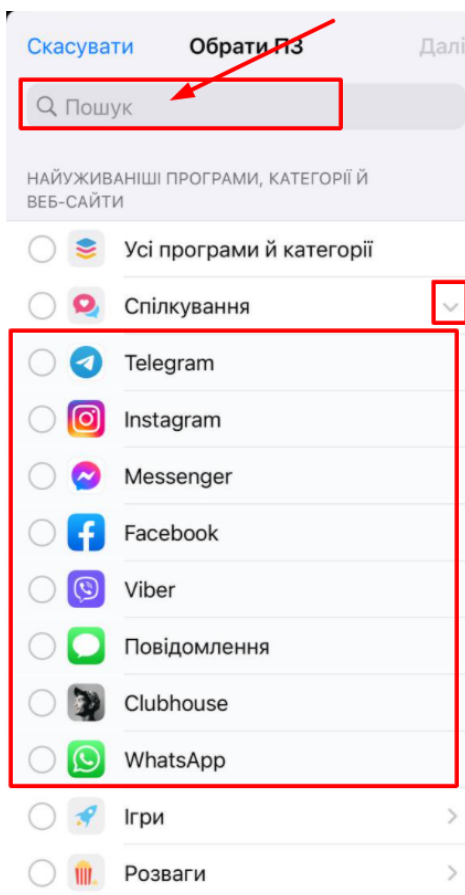 Скасувати Обрати ПЗ Далі
Пошук
НАЙУЖИВАНІШІ ПРОГРАМИ, КАТЕГОРІЇ Й
ВЕБ-САЙТИ
Усі програми й категорії
Спілкування
Telegram
Instagram
Messenger
Facebook
Viber
Повідомлення
Clubhouse
WhatsApp
Ігри
Розваги